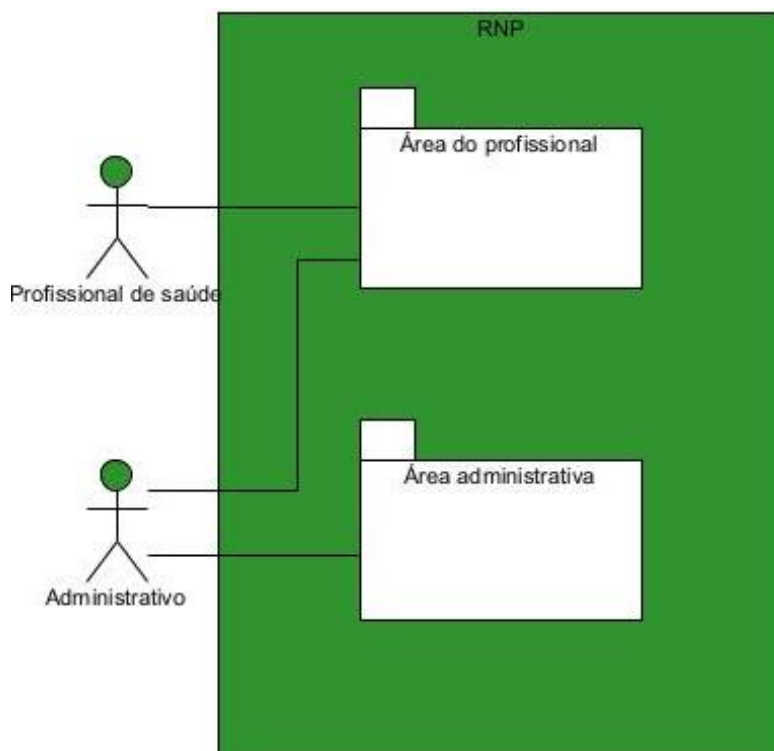 RNP
Área do profissional
Profissional de saúde
Área administrativa
Administrativo